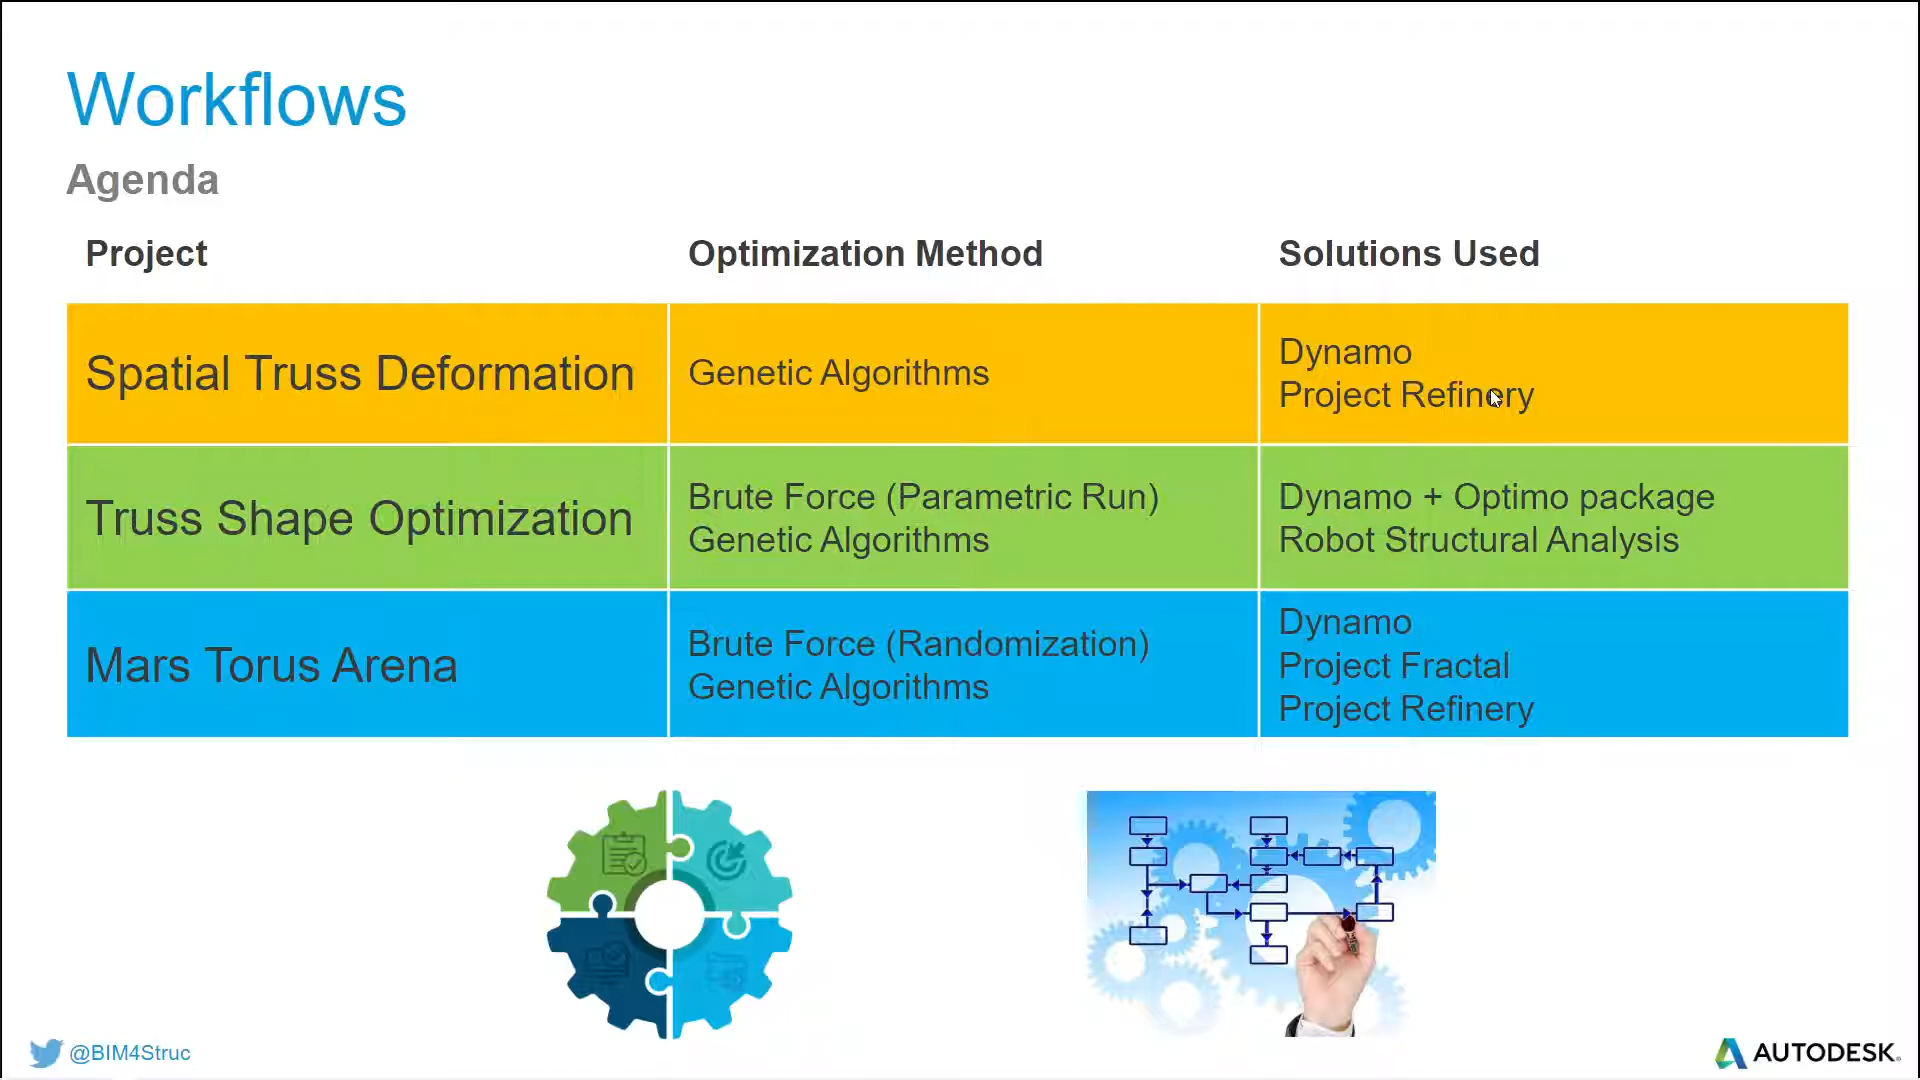 Workflows
Agenda
Project Optimization Method Solutions Used
Spatial Truss Deformation
Genetic Algorithms
Dynamo
Project Refinery
Truss Shape Optimization
Brute Force (Parametric Run)
Genetic Algorithms
Dynamo + Optimo package
Robot Structural Analysis
Mars Torus Arena
Brute Force (Randomization)
Genetic Algorithms
Dynamo
Project Fractal
Project Refinery
@BIM4Struc
AUTODESK